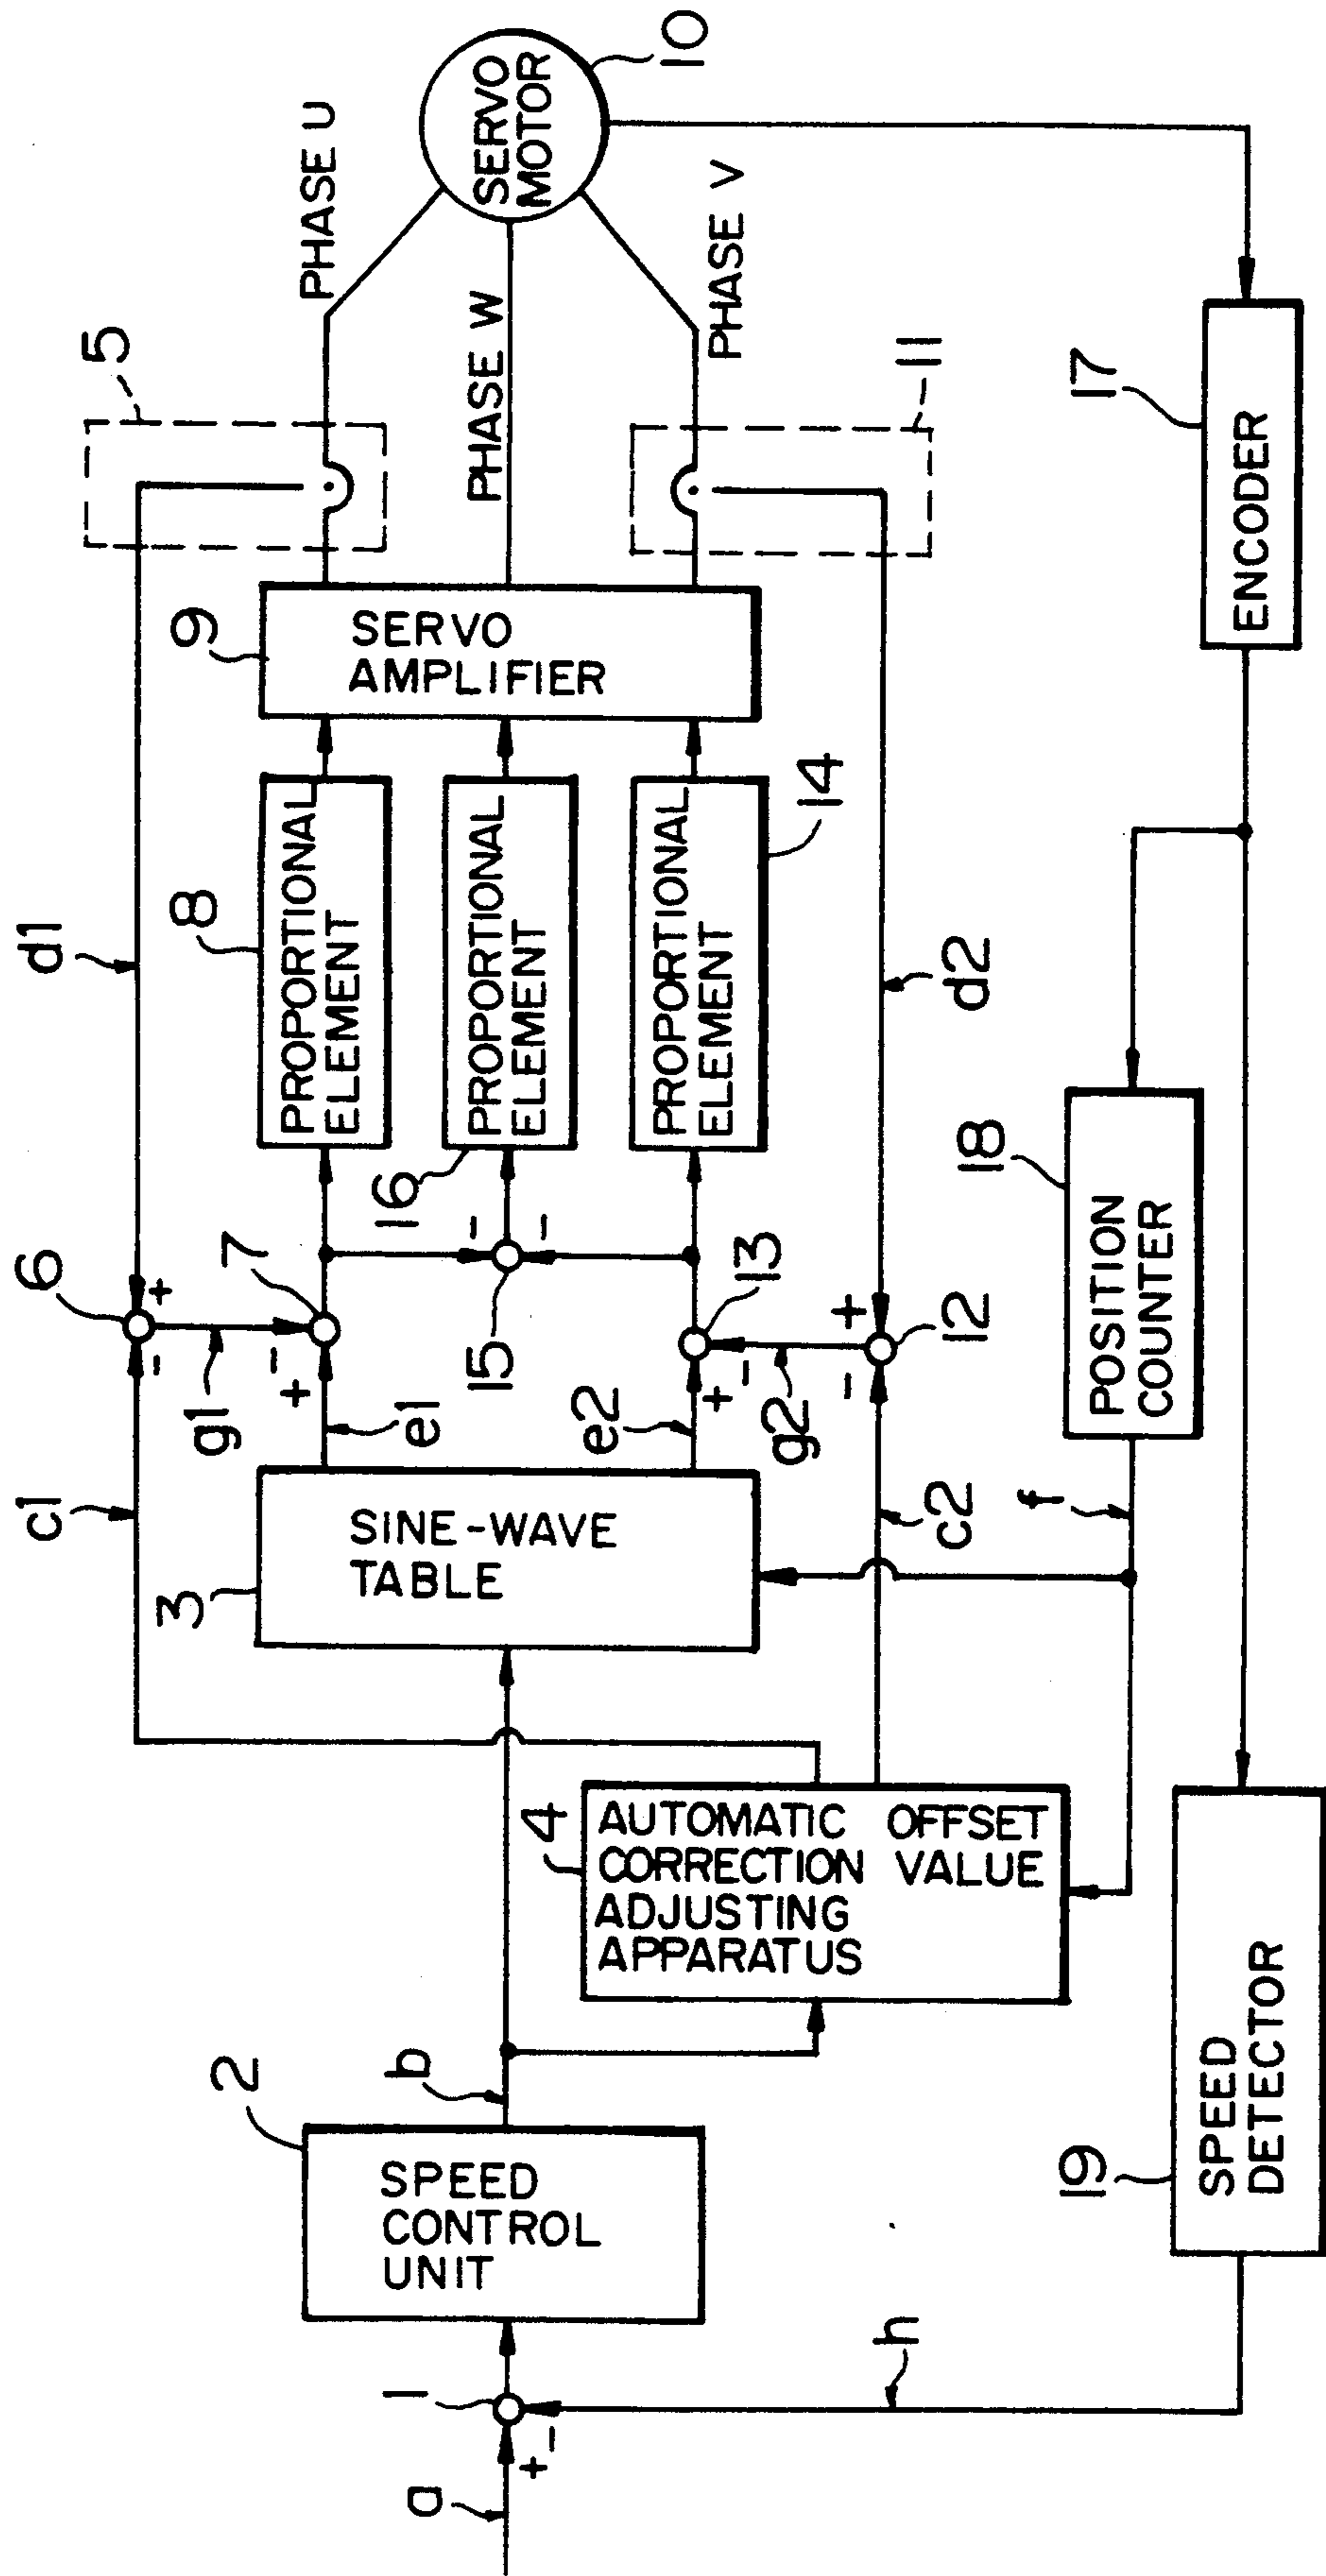 a
+
-
1
h
2
SPEED
CONTROL
UNIT
b
4
AUTOMATIC OFFSET
CORRECTION VALUE
ADJUSTING
APPARATUS
3
SINE-WAVE
TABLE
c1
c2
f
e1
e2
g1
g2
6
-
+
7
-
+
15
-
-
13
+
-
12
-
+
d1
d2
8
PROPORTIONAL
ELEMENT
16
PROPORTIONAL
ELEMENT
14
PROPORTIONAL
ELEMENT
9
SERVO
AMPLIFIER
5
11
PHASE U
PHASE W
PHASE V
SERVO
MOTOR
10
17
ENCODER
18
POSITION
COUNTER
19
SPEED
DETECTOR